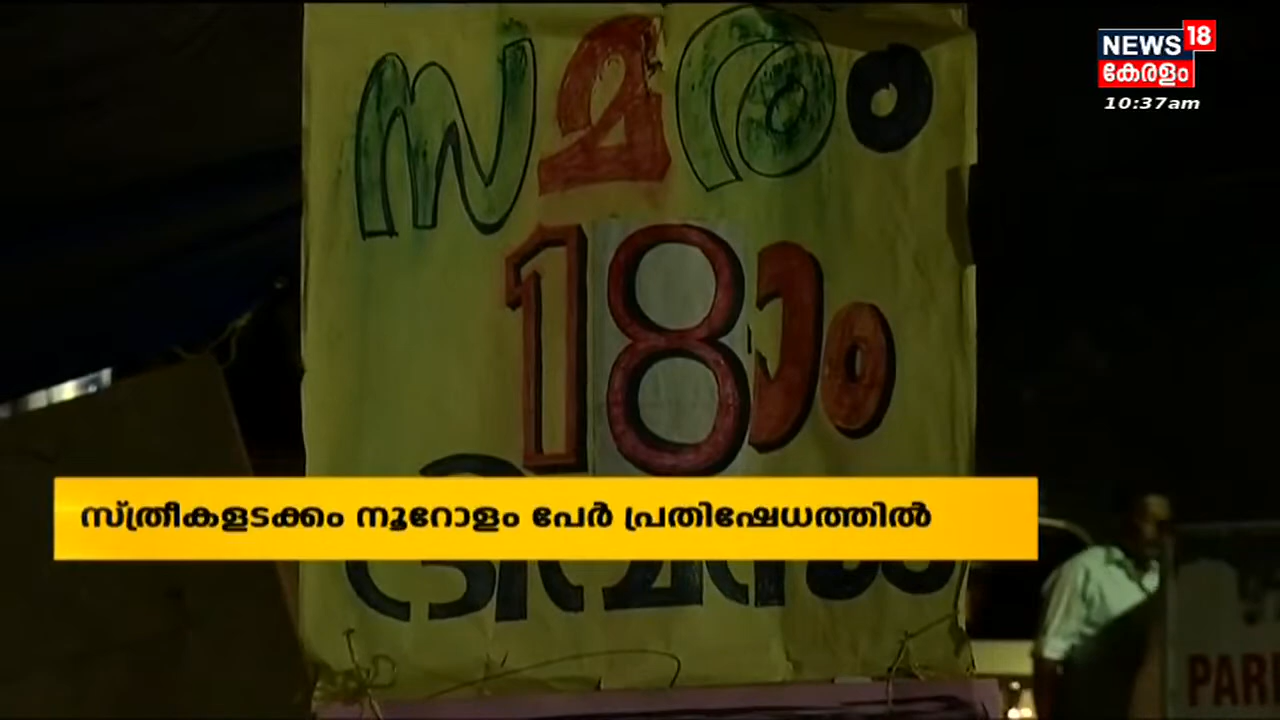 NEWS 18
കേരളം
10:37am
സമരം
18ാം
സ്ത്രീകളടക്കം നൂറോളം പേർ പ്രതിഷേധത്തിൽ